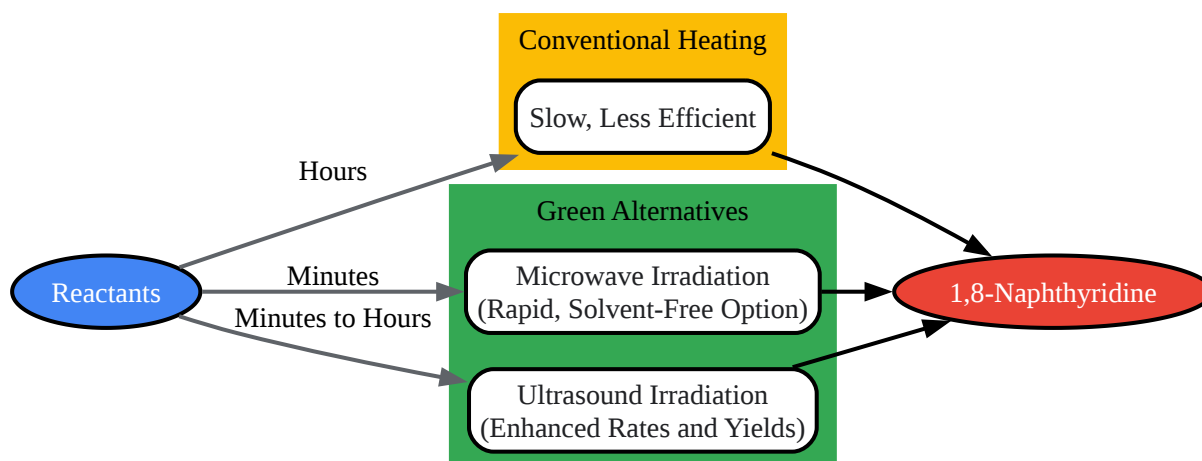 Conventional Heating
Slow, Less Efficient
Hours
Green Alternatives
Reactants
Minutes
Microwave Irradiation
(Rapid, Solvent-Free Option)
1,8-Naphthyridine
Minutes to Hours
Ultrasound Irradiation
(Enhanced Rates and Yields)